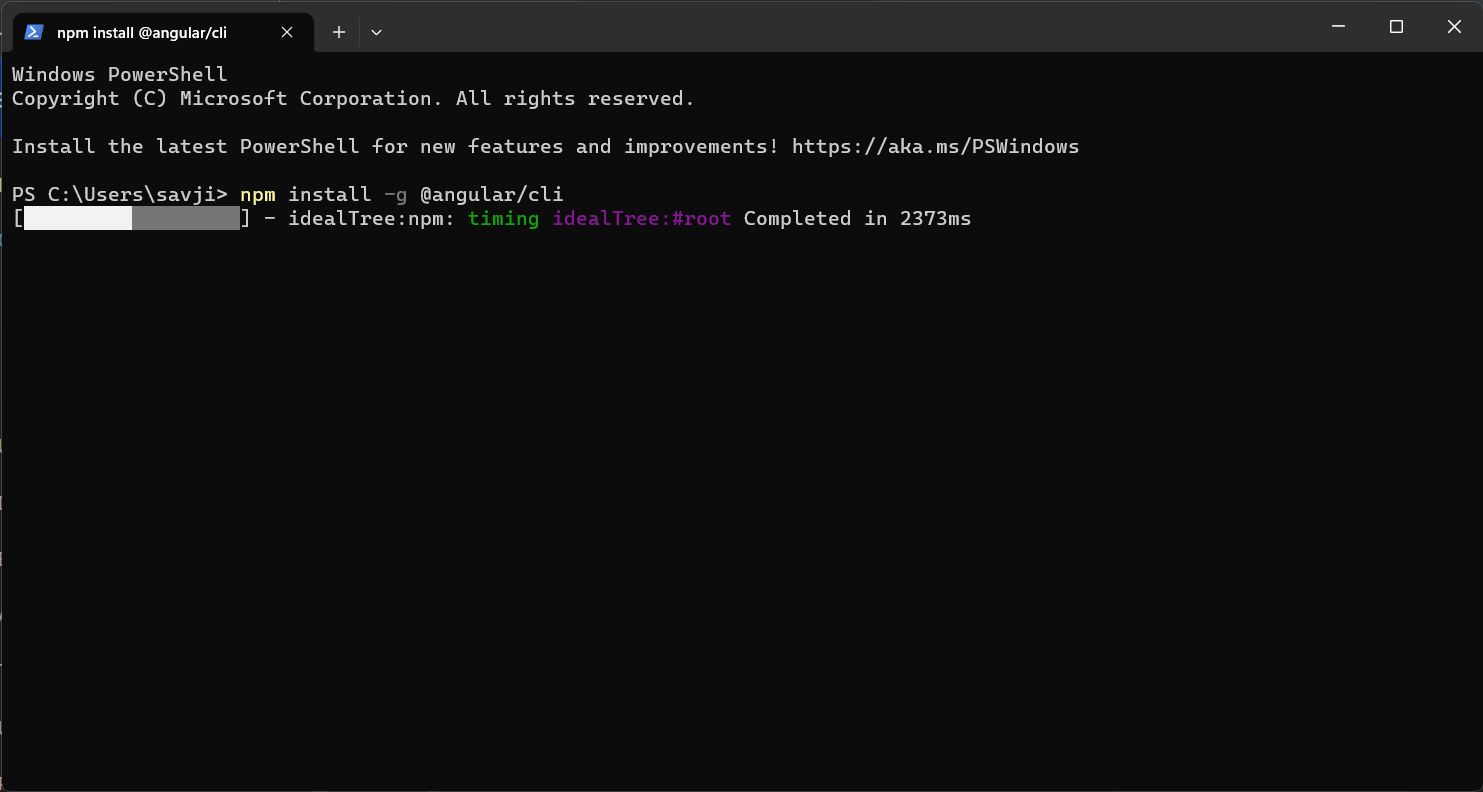 npm install @angular/cli
Windows PowerShell
Copyright (C) Microsoft Corporation. All rights reserved.
Install the latest PowerShell for new features and improvements! https://aka.ms/PSWindows
PS C:\Users\savji> npm install -g @angular/cli
[] - idealTree:npm: timing idealTree:#root Completed in 2373ms